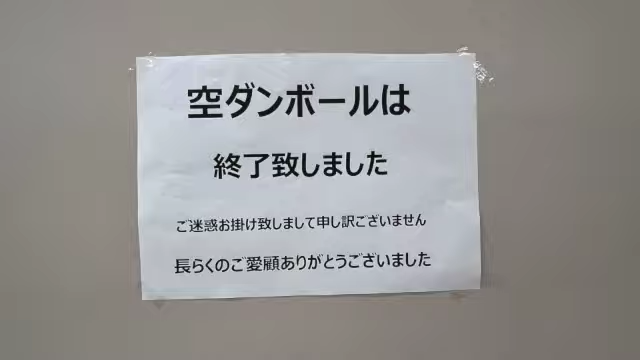 空ダンボールは
終了致しました
ご迷惑お掛け致しまして申し訳ございません
長らくのご愛顧ありがとうございました